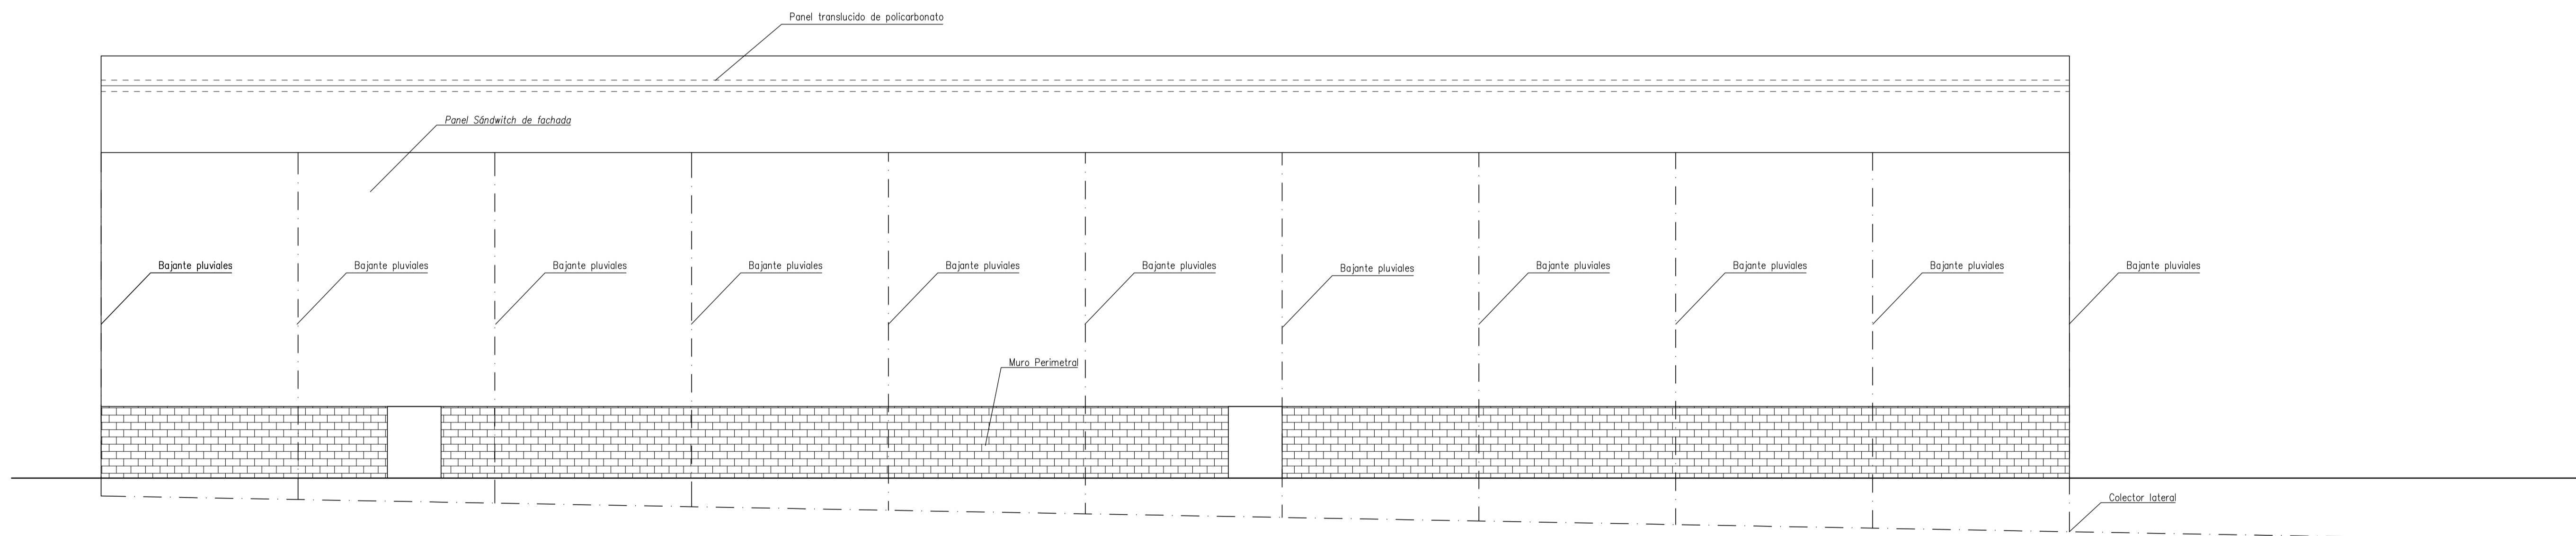 Panel translucido de policarbonato
Panel Sándwitch de fachada
Bajante pluviales
Bajante pluviales
Bajante pluviales
Bajante pluviales
Bajante pluviales
Bajante pluviales
Bajante pluviales
Bajante pluviales
Bajante pluviales
Bajante pluviales
Bajante pluviales
Muro Perimetral
Colector lateral